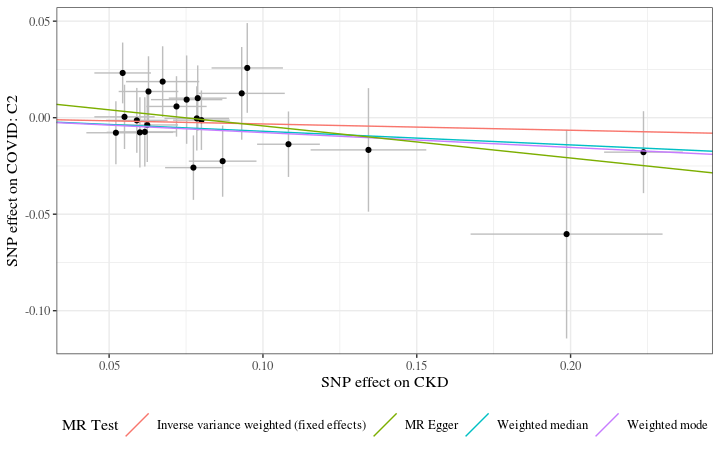 0.05
0.00
-0.05
-0.10
SNP effect on COVID: C2
0.05 0.10 0.15 0.20
SNP effect on CKD
MR Test Inverse variance weighted (fixed effects) MR Egger Weighted median Weighted mode